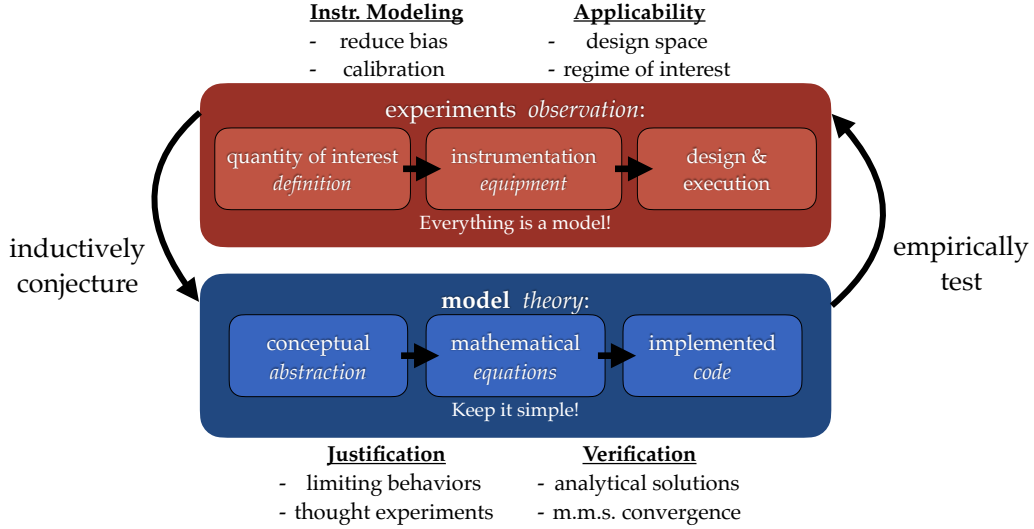 Instr. Modeling
- reduce bias
- calibration
Applicability
- design space
- regime of interest
experiments observation:
quantity of interest
definition
instrumentation
equipment
design &
execution
Everything is a model!
inductively
conjecture
empirically
test
model theory:
conceptual
abstraction
mathematical
equations
implemented
code
Keep it simple!
Justification
- limiting behaviors
- thought experiments
Verification
- analytical solutions
- m.m.s. convergence